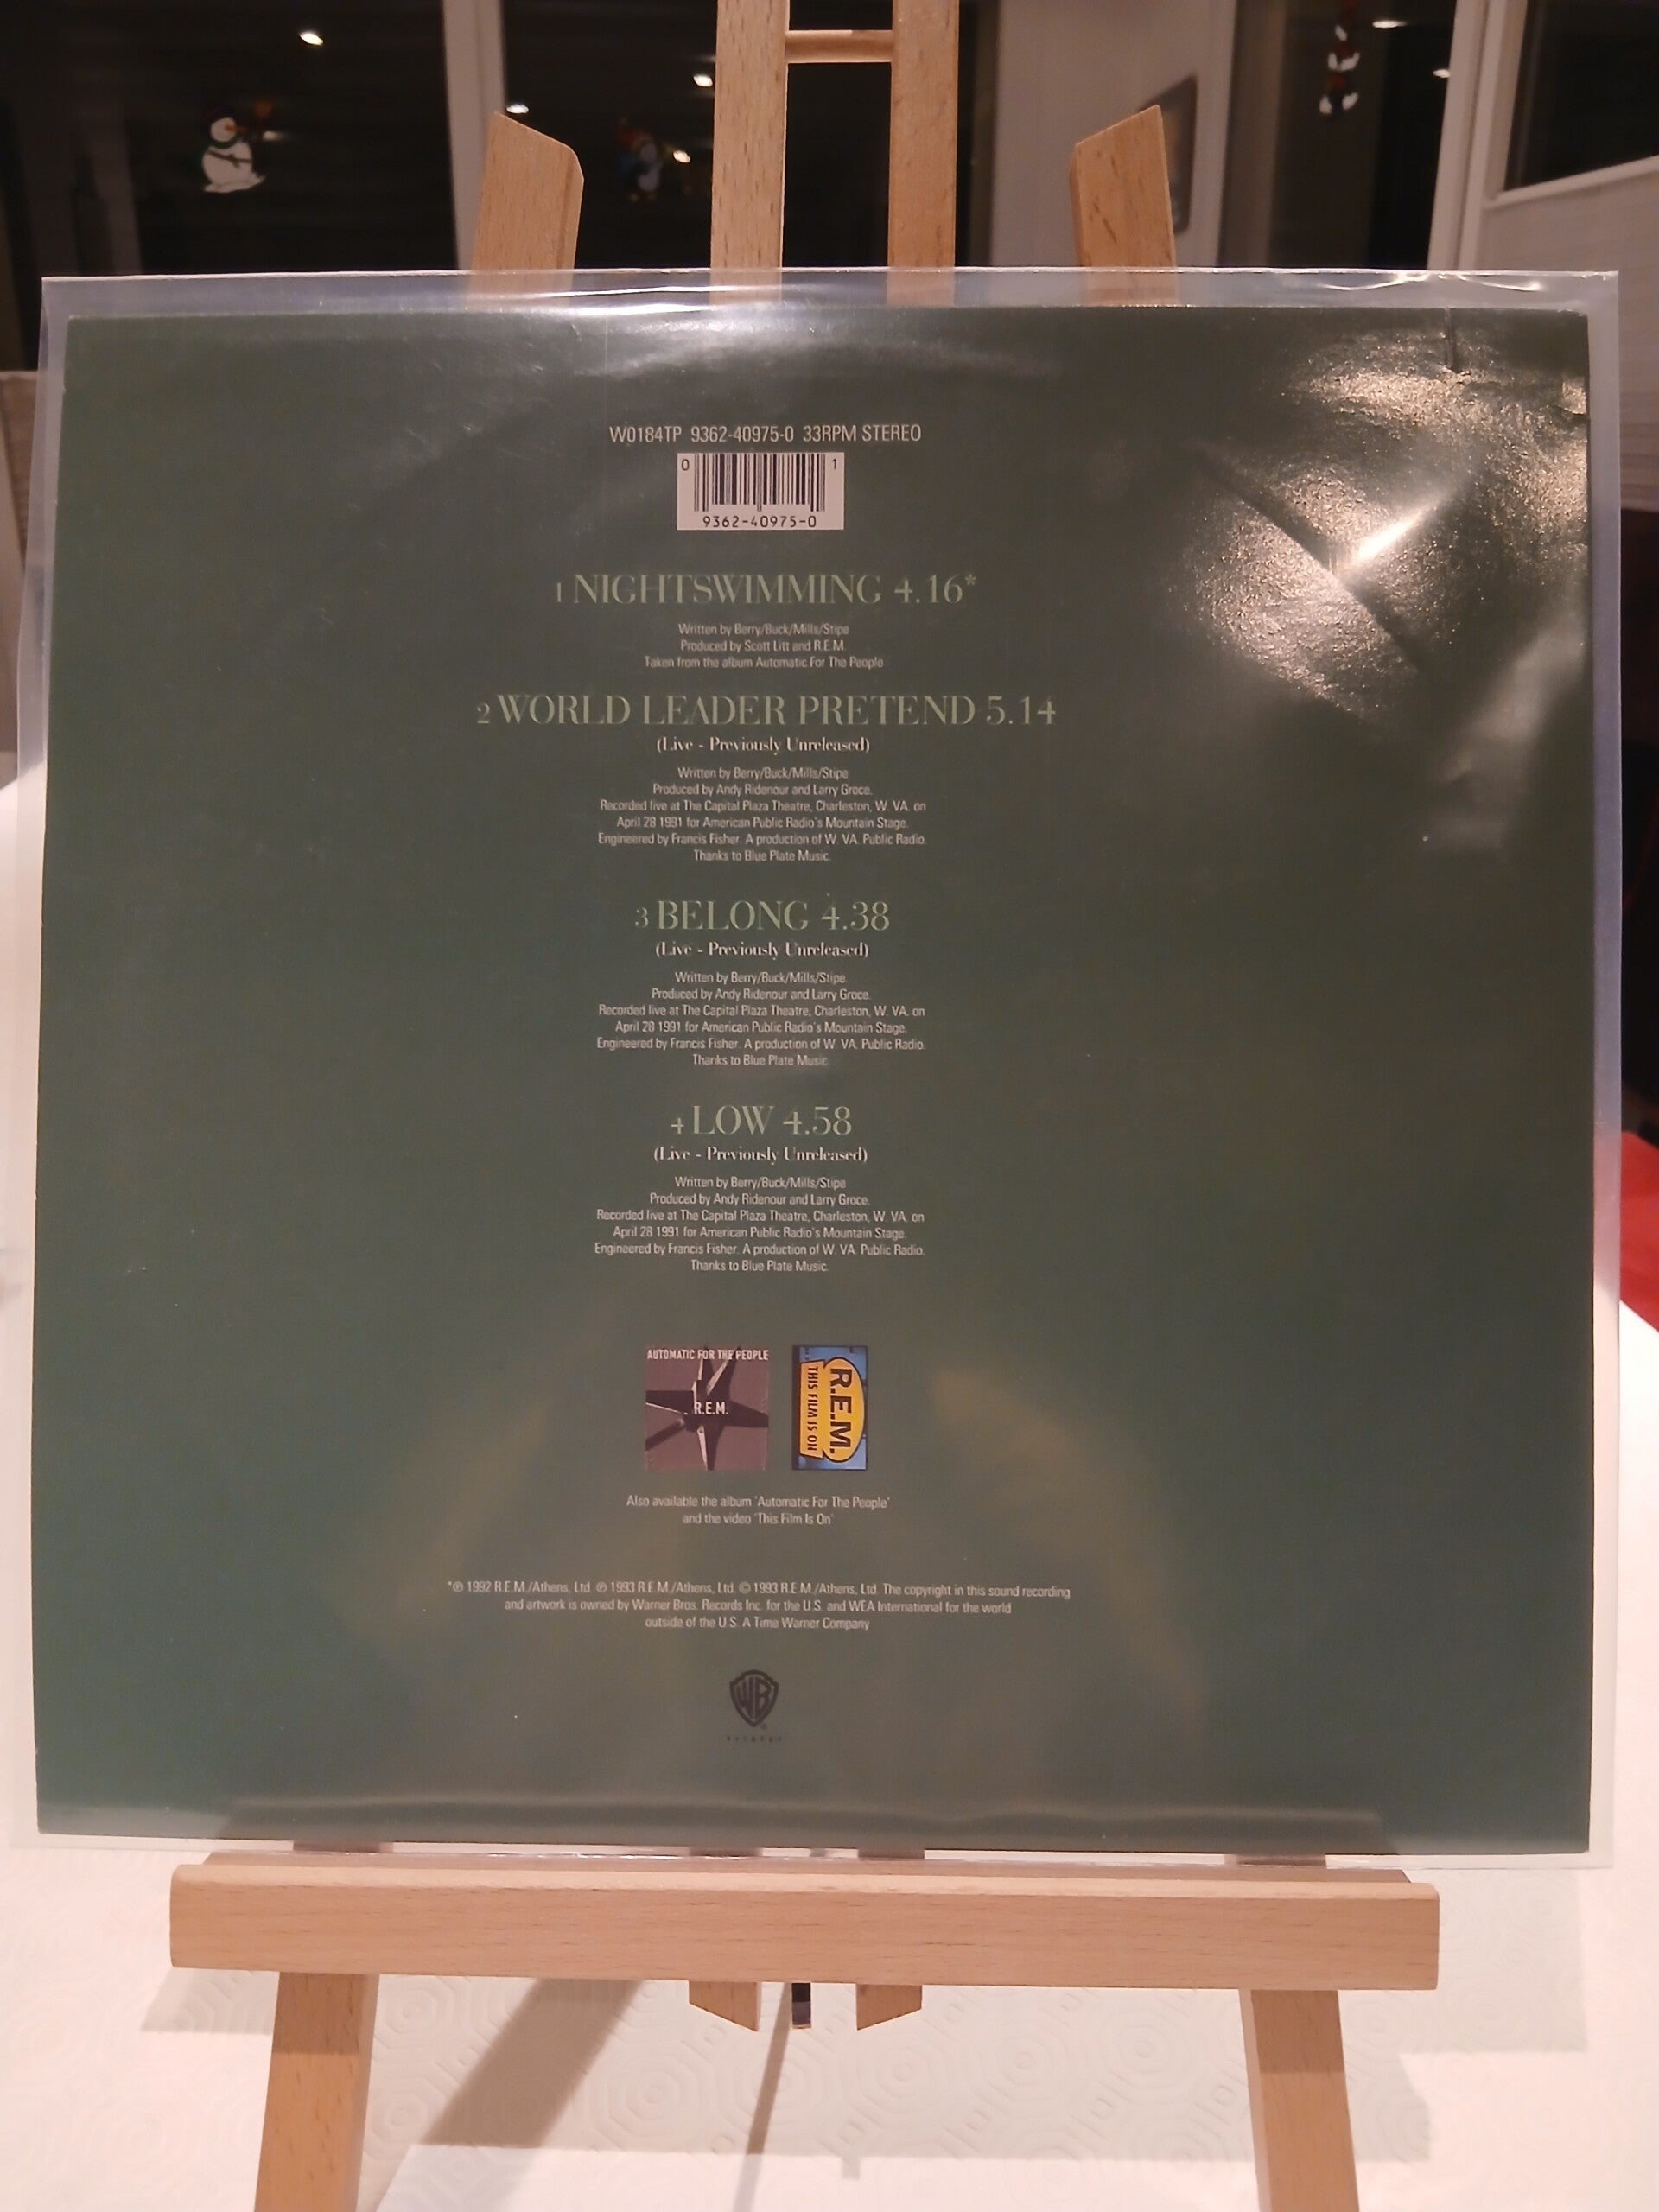 W0184TP 9362-40975-0 33RPM STEREO
0 1
9362-40975-0
1 NIGHTSWIMMING 4.16*
Written by Berry/Buck/Mills/Stipe
Produced by Scott Litt and R.E.M.
Taken from the album Automatic For The People
2 WORLD LEADER PRETEND 5.14
(Live - Previously Unreleased)
Written by Berry/Buck/Mills/Stipe
Produced by Andy Ridenour and Larry Groce.
Recorded live at The Capital Plaza Theatre, Charleston, W. VA. on
April 28 1991 for American Public Radio's Mountain Stage.
Engineered by Francis Fisher. A production of W. VA. Public Radio.
Thanks to Blue Plate Music.
3 BELONG 4.38
(Live - Previously Unreleased)
Written by Berry/Buck/Mills/Stipe.
Produced by Andy Ridenour and Larry Groce.
Recorded live at The Capital Plaza Theatre, Charleston, W. VA. on
April 28 1991 for American Public Radio's Mountain Stage.
Engineered by Francis Fisher. A production of W. VA. Public Radio.
Thanks to Blue Plate Music.
4 LOW 4.58
(Live - Previously Unreleased)
Written by Berry/Buck/Mills/Stipe
Produced by Andy Ridenour and Larry Groce.
Recorded live at The Capital Plaza Theatre, Charleston, W. VA. on
April 28 1991 for American Public Radio's Mountain Stage.
Engineered by Francis Fisher. A production of W. VA. Public Radio.
Thanks to Blue Plate Music.
AUTOMATIC FOR THE PEOPLE
R.E.M.
R.E.M.
THIS FILM IS ON
Also available the album 'Automatic For The People'
and the video 'This Film Is On'
*℗ 1992 R.E.M./Athens, Ltd. ℗ 1993 R.E.M./Athens, Ltd. © 1993 R.E.M./Athens, Ltd. The copyright in this sound recording
and artwork is owned by Warner Bros. Records Inc. for the U.S. and WEA International for the world
outside of the U.S. A Time Warner Company
WB
records